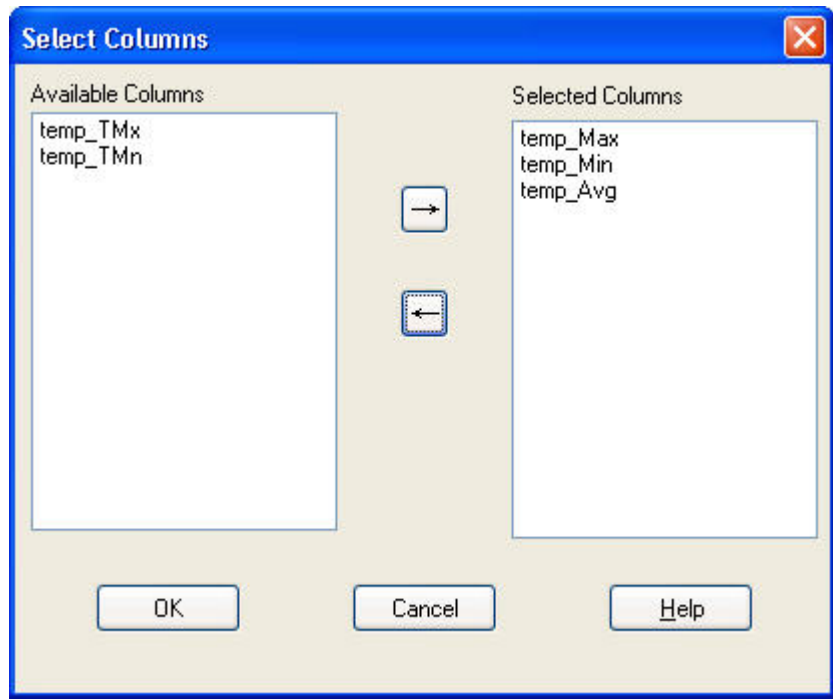 Select Columns
Available Columns
temp_TMx
temp_TMn
Selected Columns
temp_Max
temp_Min
temp_Avg
OK
Cancel
Help